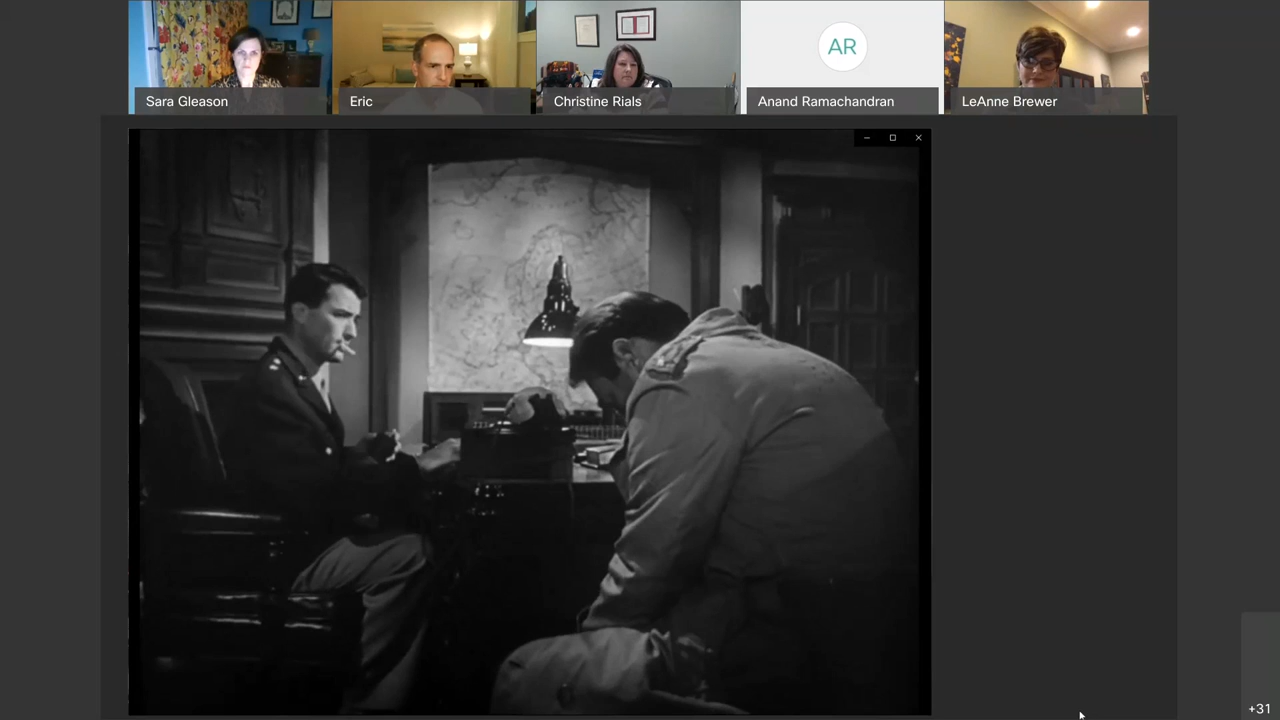 Sara Gleason
Eric
Christine Rials
AR
Anand Ramachandran
LeAnne Brewer
+31